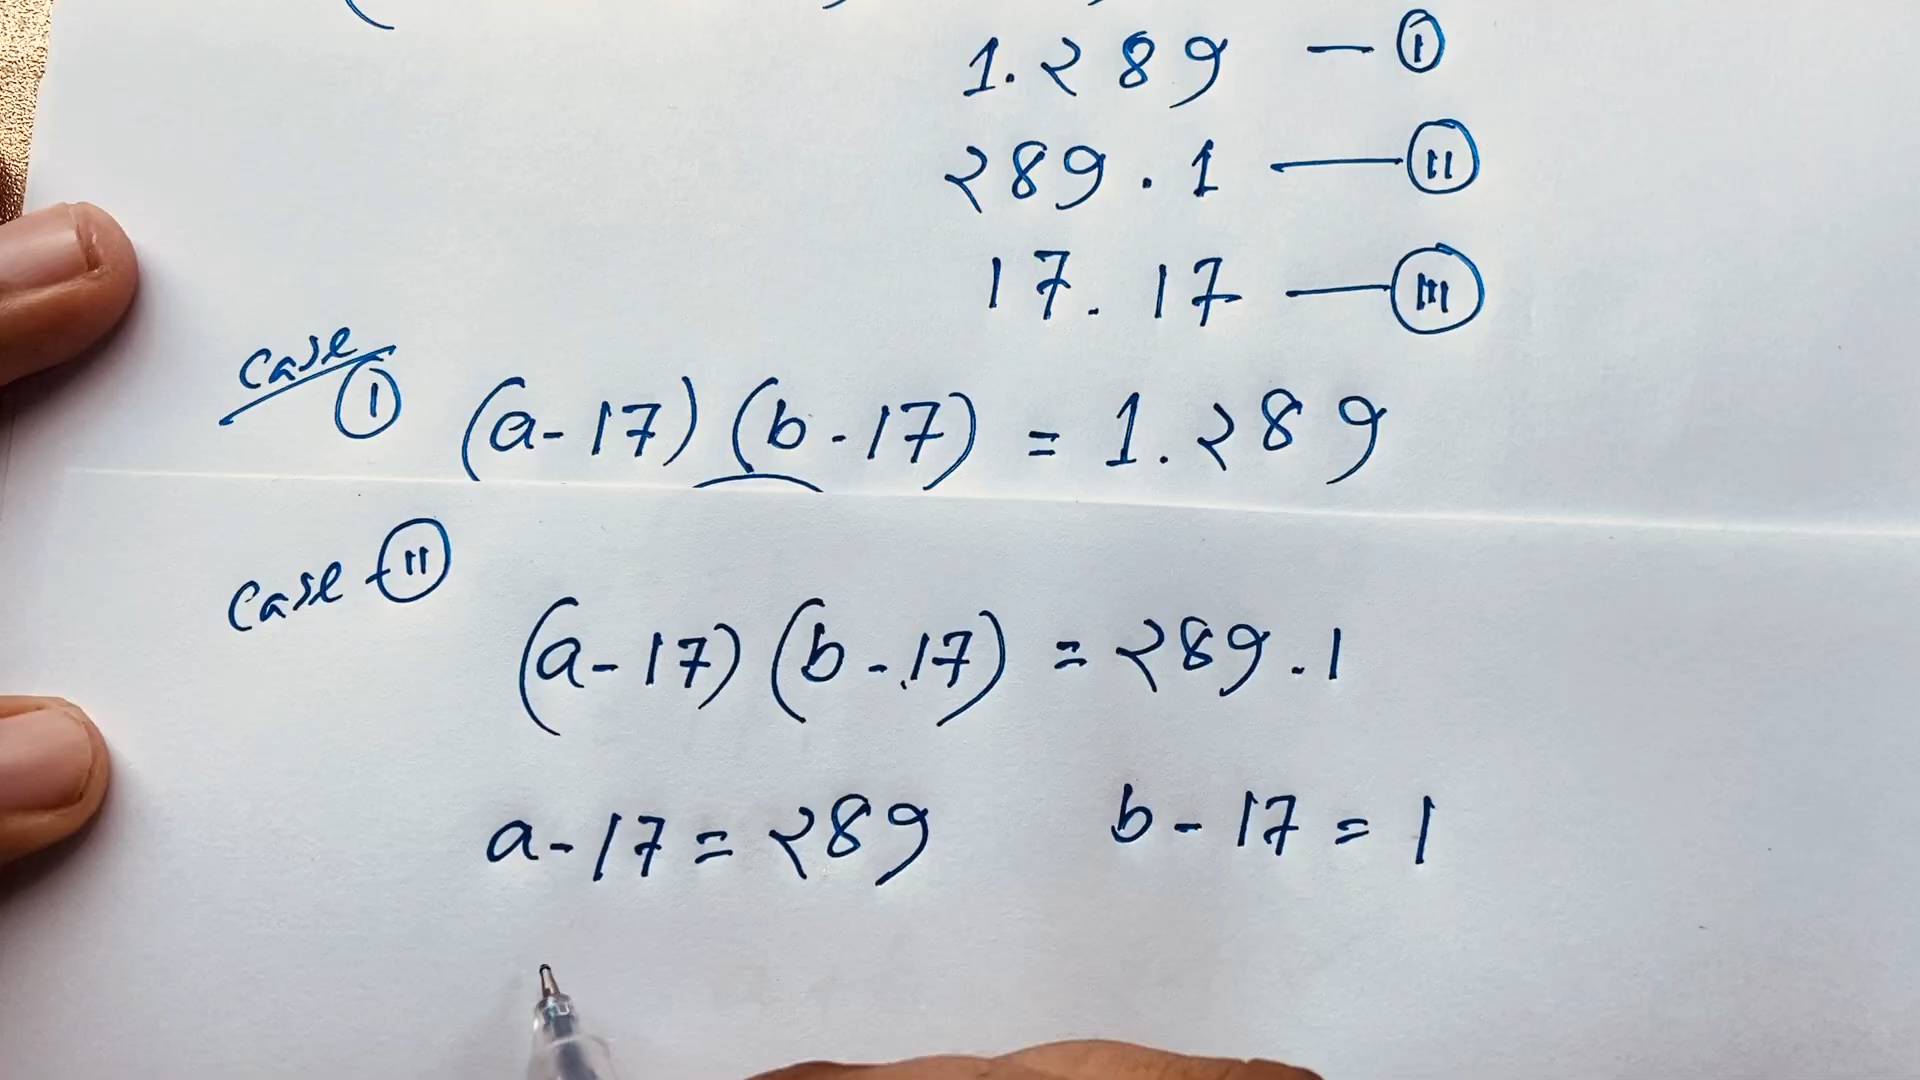 1.289 — I
289.1 — II
17.17 — III
case I (a-17)(b-17) = 1.289
case - II
(a-17)(b-17) = 289.1
a-17 = 289 b-17 = 1